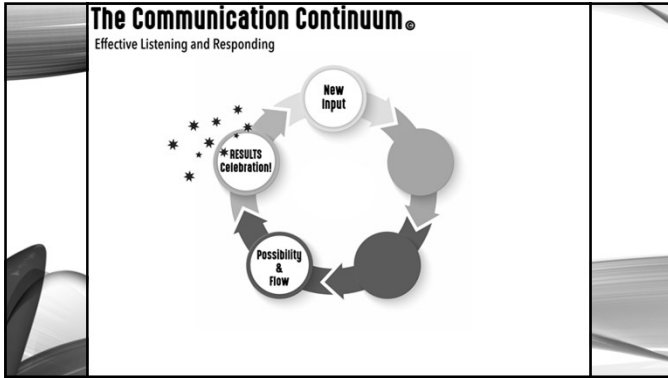 The Communication Continuum©
Effective Listening and Responding
New
Input
RESULTS
Celebration!
Possibility
&
Flow